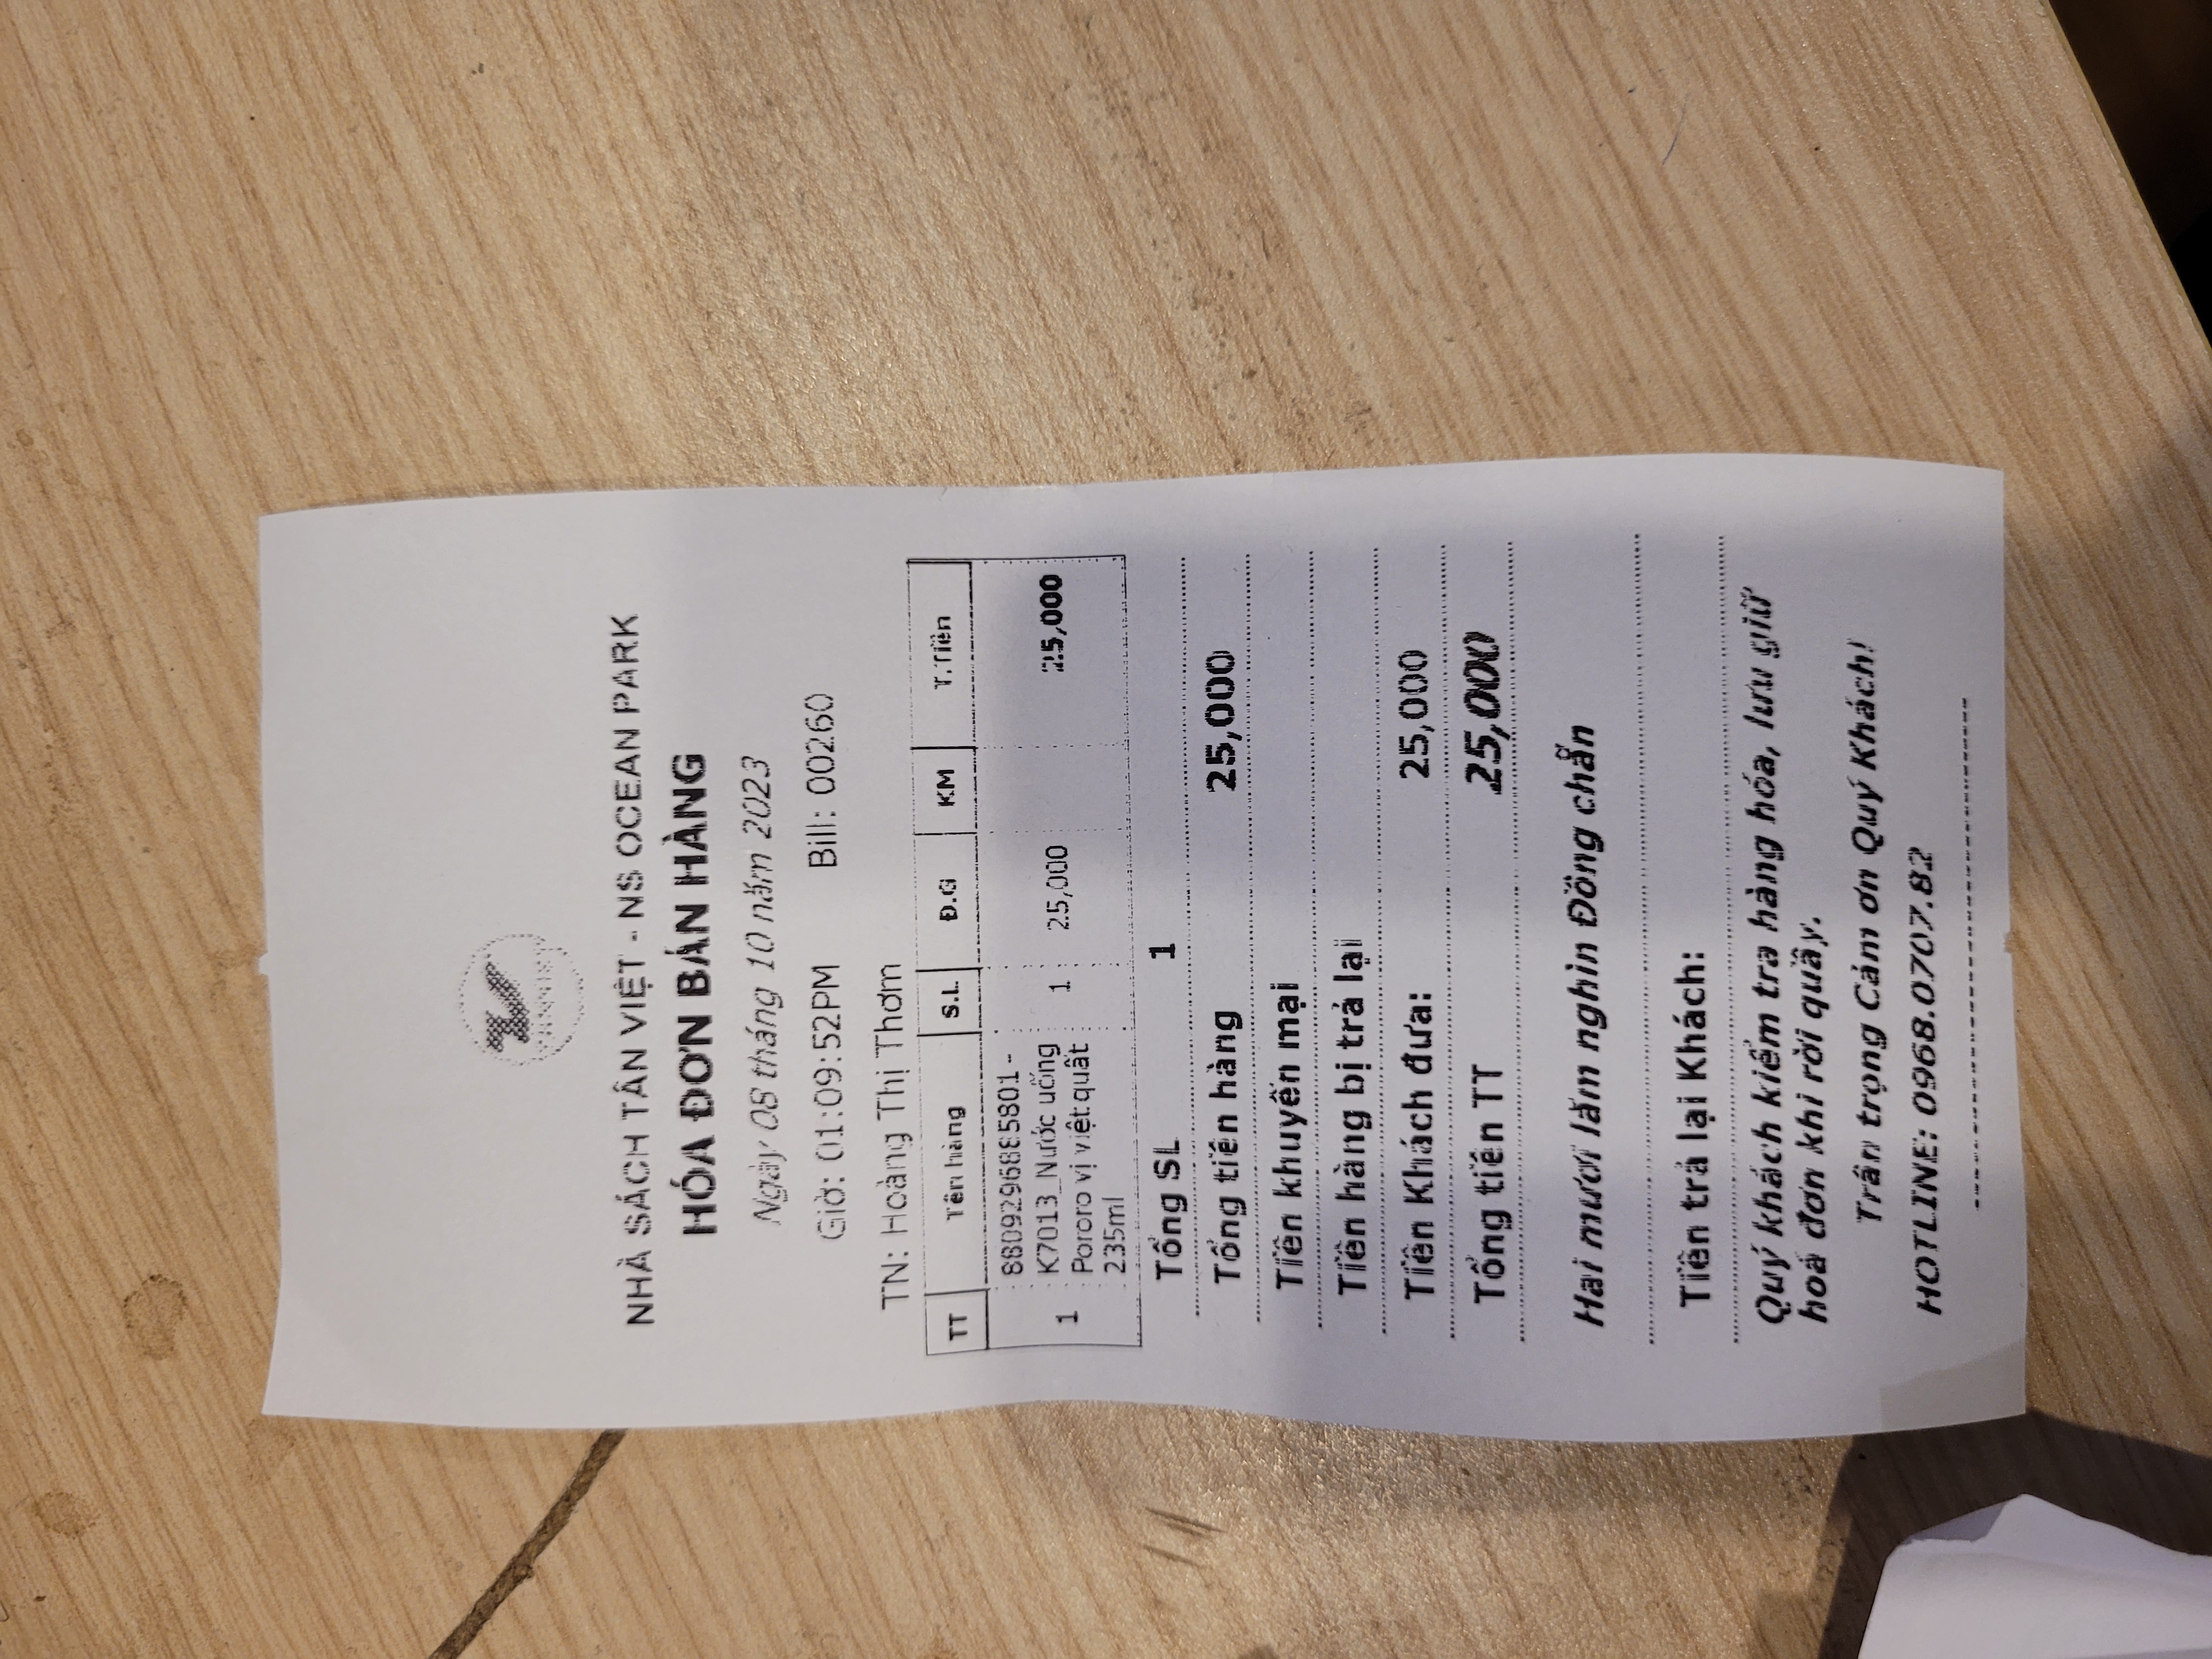 TANVIET
NHÀ SÁCH TÂN VIỆT - NS OCEAN PARK
HÓA ĐƠN BÁN HÀNG
Ngày 08 tháng 10 năm 2023
Giờ: 01:09:52PM Bill: 00260
TN: Hoàng Thị Thơm
TT Tên hàng S.L Đ.G KM T.Tiền
8809296885801 -
K7013_Nước uống
1 1 25,000 25,000
Pororo vị việt quất
235ml
Tổng SL 1
Tổng tiền hàng 25,000
Tiền khuyến mại
Tiền hàng bị trả lại
Tiền Khách đưa: 25,000
Tổng tiền TT 25,000
Hai mươi lăm nghìn Đồng chẵn
Tiền trả lại Khách:
Quý khách kiểm tra hàng hóa, lưu giữ
hoá đơn khi rời quầy.
Trân trọng Cảm ơn Quý Khách!
HOTLINE: 0968.0707.82